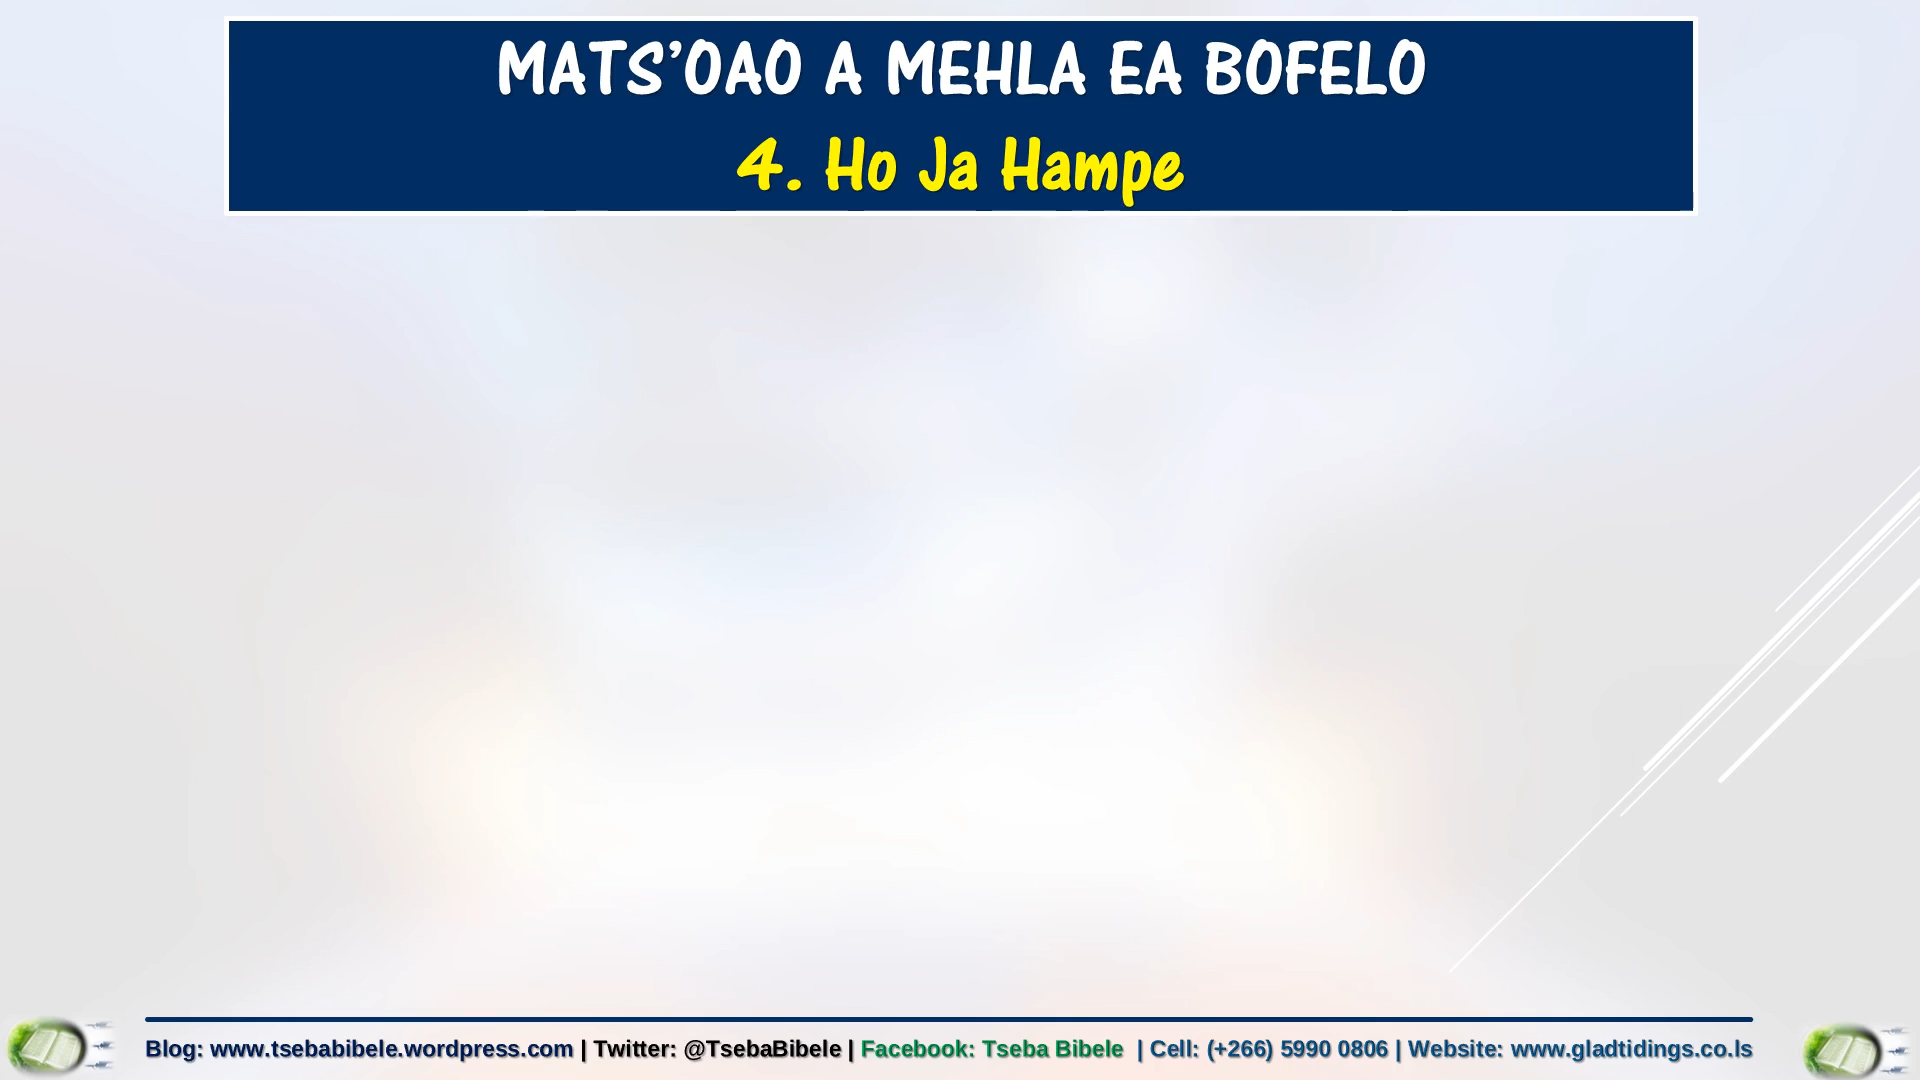 MATS’OAO A MEHLA EA BOFELO
4. Ho Ja Hampe
Blog: www.tsebabibele.wordpress.com | Twitter: @TsebaBibele | Facebook: Tseba Bibele | Cell: (+266) 5990 0806 | Website: www.gladtidings.co.ls